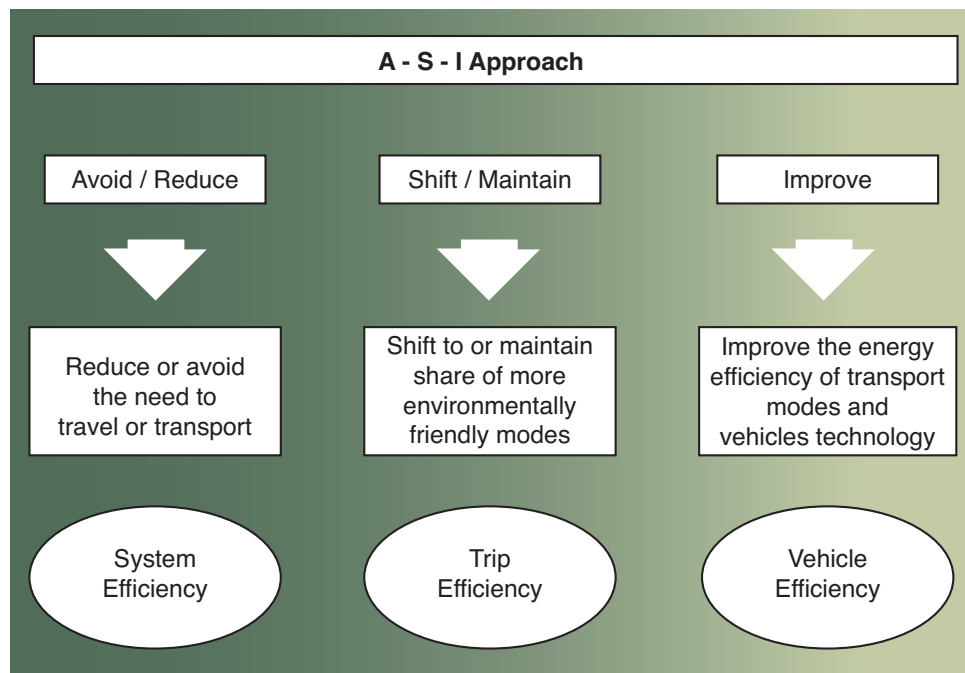 A - S - I Approach
Avoid / Reduce
Shift / Maintain
Improve
Reduce or avoid
the need to
travel or transport
Shift to or maintain
share of more
environmentally
friendly modes
Improve the energy
efficiency of transport
modes and
vehicles technology
System
Efficiency
Trip
Efficiency
Vehicle
Efficiency